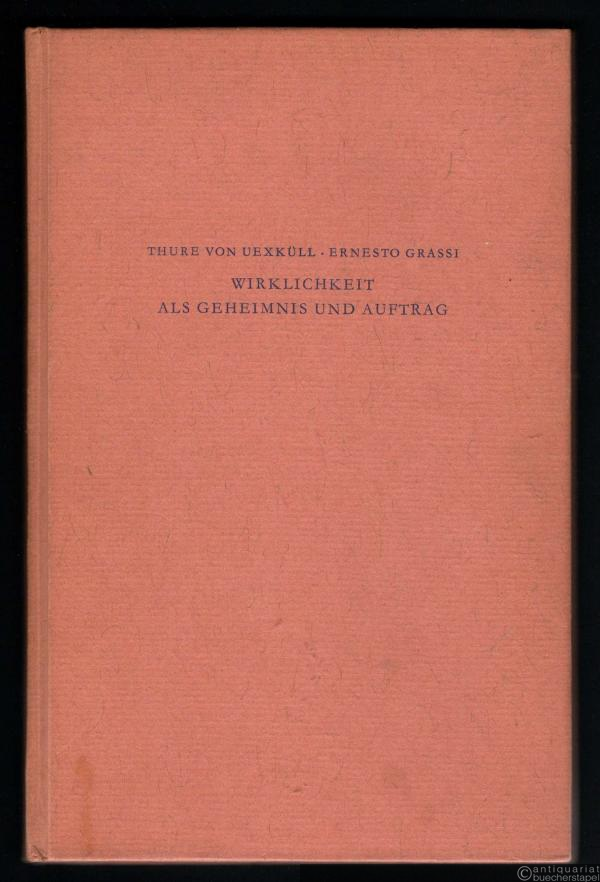 THURE VON UEXKÜLL · ERNESTO GRASSI
WIRKLICHKEIT
ALS GEHEIMNIS UND AUFTRAG
©antiquariat
buecherstapel